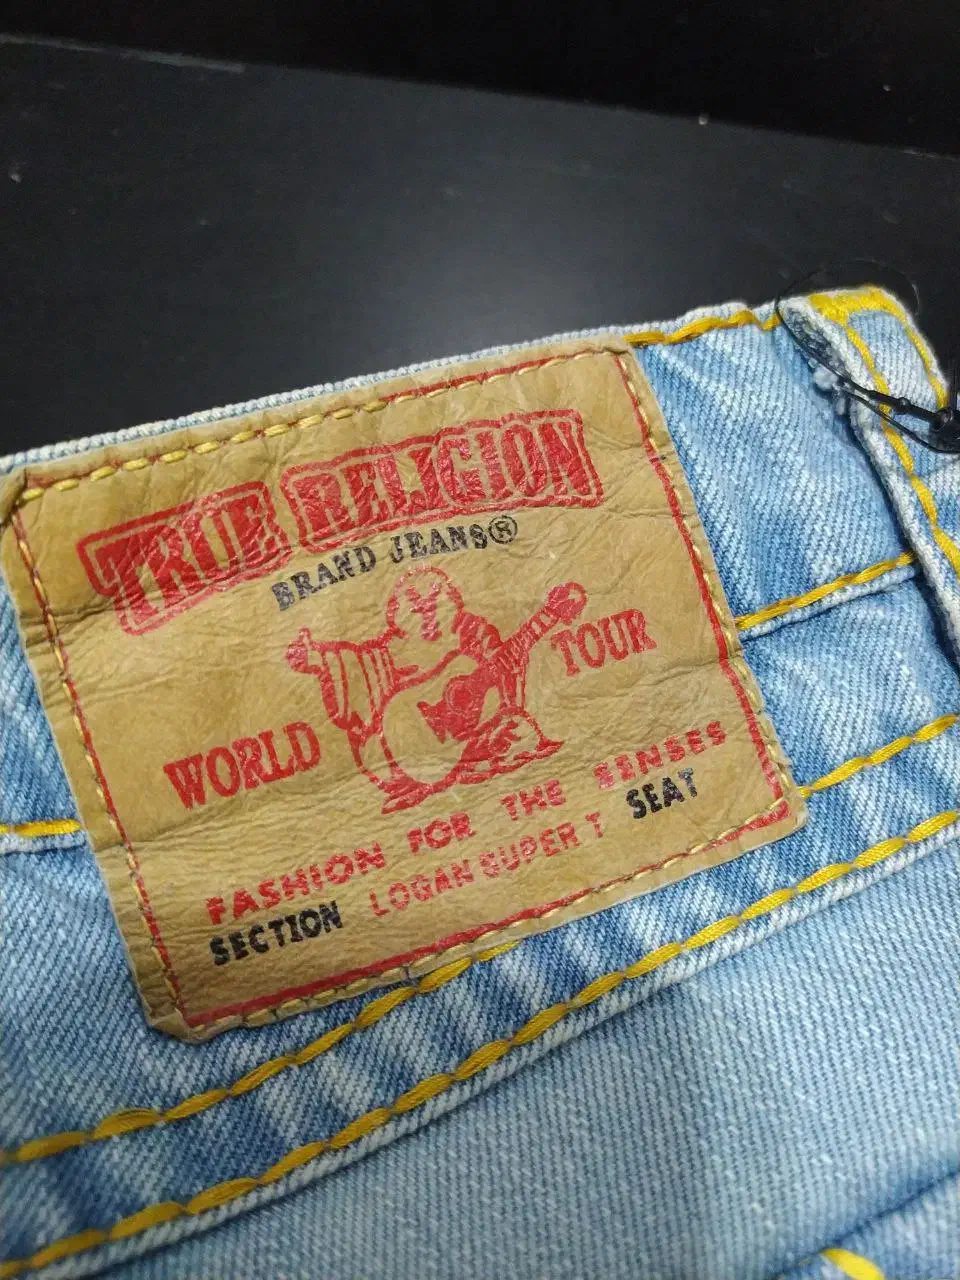 TRUE RELIGION
BRAND JEANS®
WORLD TOUR
FASHION FOR THE SENSES
SECTION LOGAN SUPER T SEAT